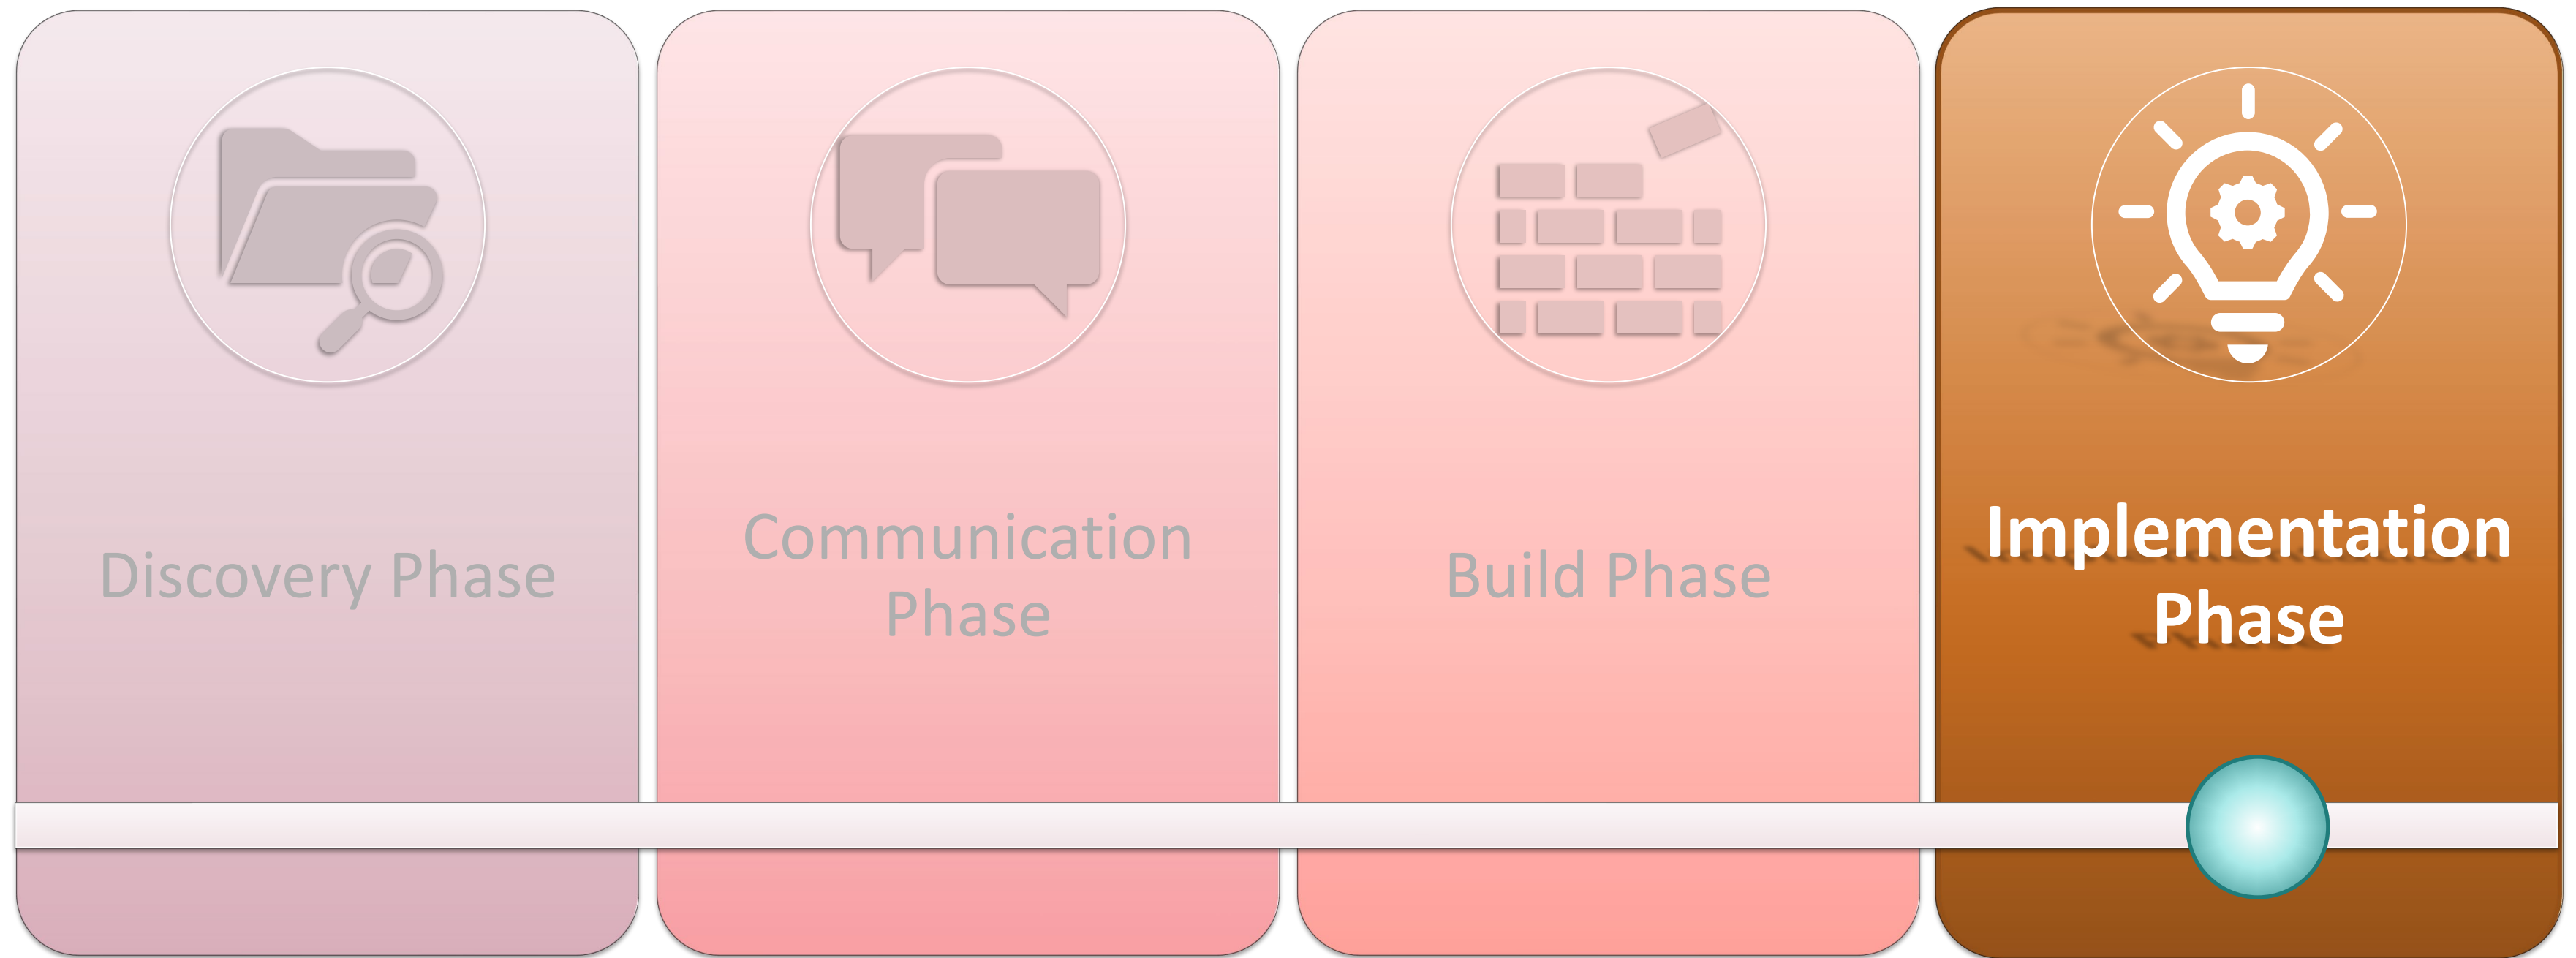 Discovery Phase
Communication
Phase
Build Phase
Implementation
Phase